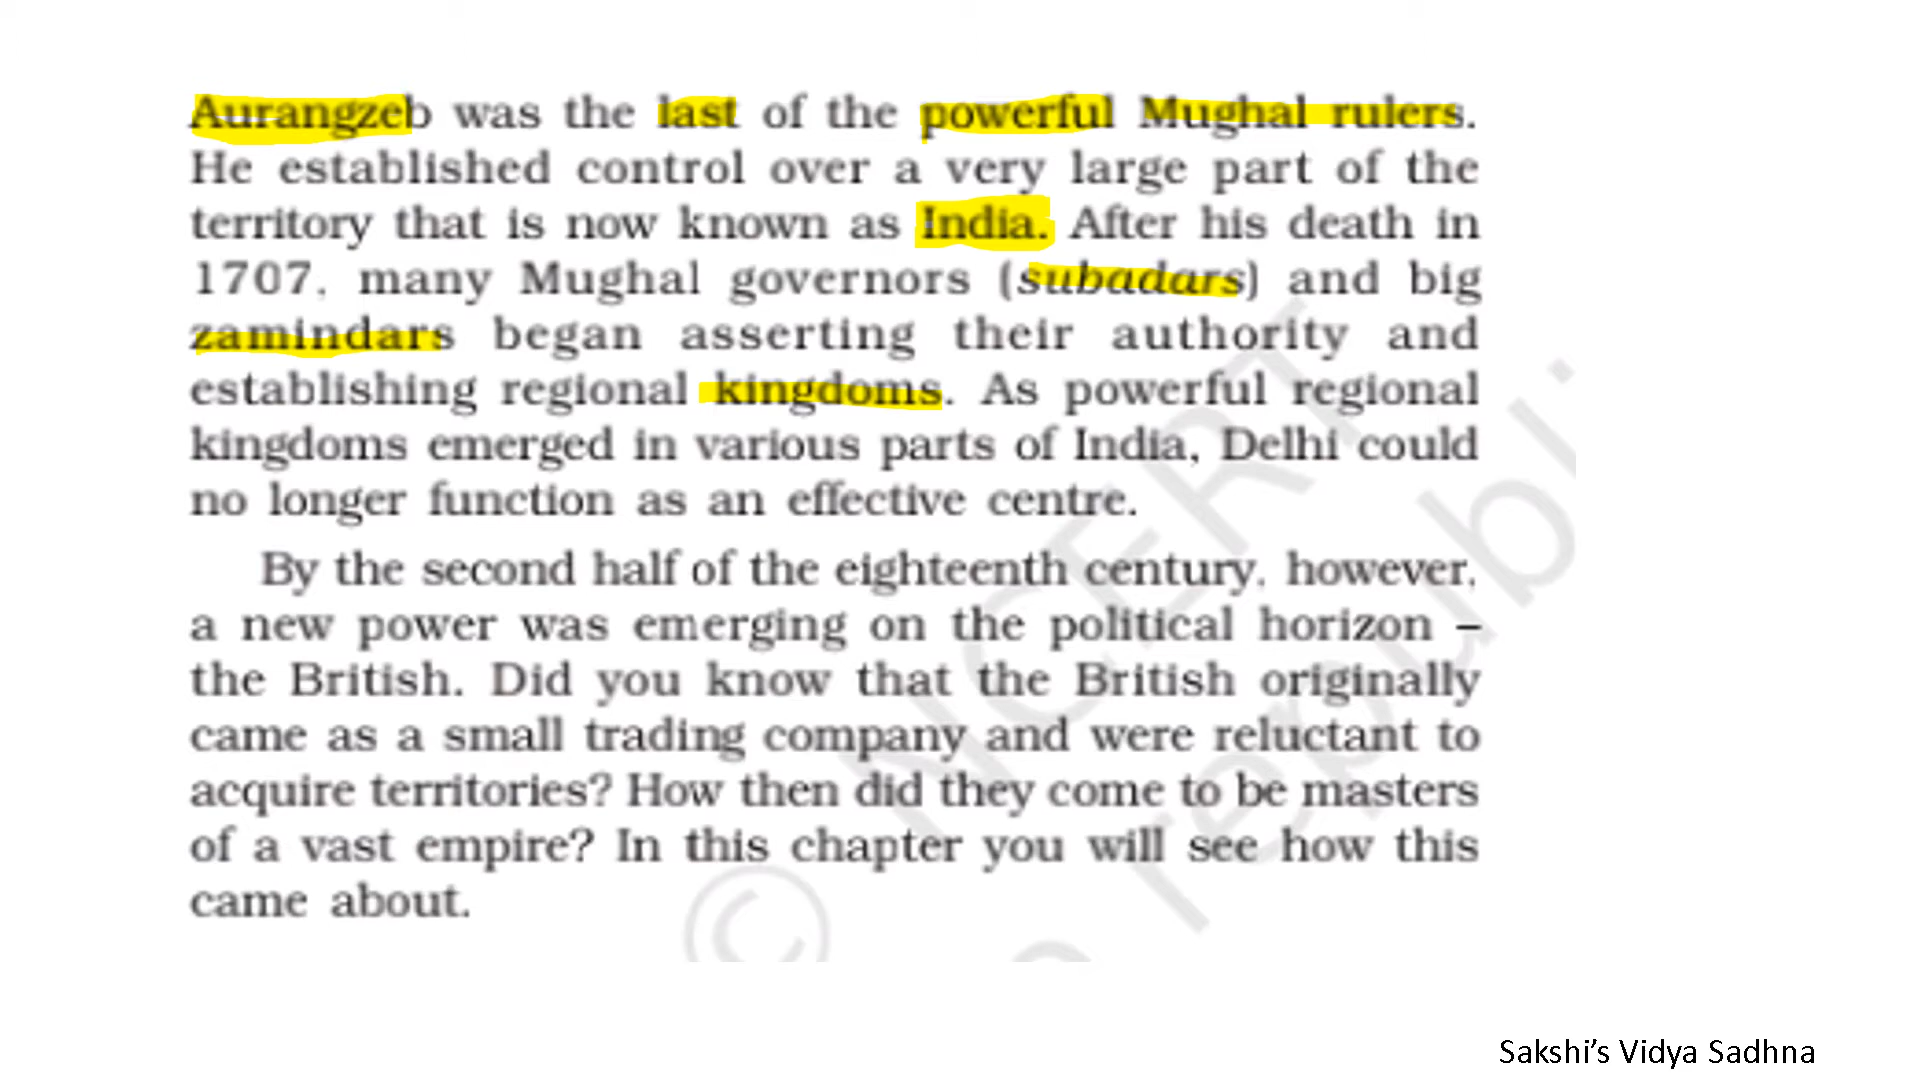 Aurangzeb was the last of the powerful Mughal rulers.
He established control over a very large part of the
territory that is now known as India. After his death in
1707, many Mughal governors (subadars) and big
zamindars began asserting their authority and
establishing regional kingdoms. As powerful regional
kingdoms emerged in various parts of India, Delhi could
no longer function as an effective centre.
By the second half of the eighteenth century, however,
a new power was emerging on the political horizon –
the British. Did you know that the British originally
came as a small trading company and were reluctant to
acquire territories? How then did they come to be masters
of a vast empire? In this chapter you will see how this
came about.
© NCERT
republi
Sakshi’s Vidya Sadhna